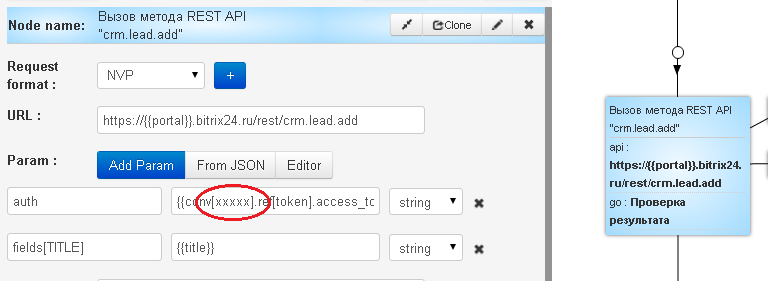 Node name:
Вызов метода REST API
"crm.lead.add"
Clone
Request
format :
NVP
+
URL :
https://{{portal}}.bitrix24.ru/rest/crm.lead.add
Param :
Add Param
From JSON
Editor
auth
{{conv[xxxxx].ref[token].access_to
string
fields[TITLE]
{{title}}
string
Вызов метода REST API
"crm.lead.add"
api :
https://{{portal}}.bitrix24.
ru/rest/crm.lead.add
go : Проверка
результата